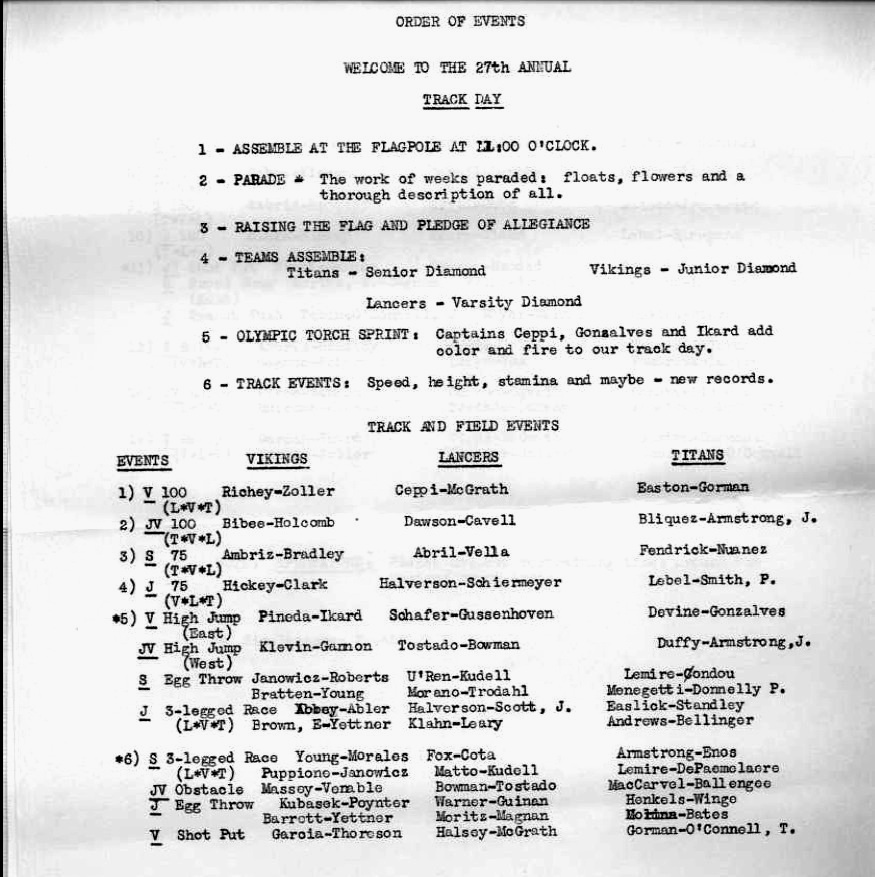 ORDER OF EVENTS
WELCOME TO THE 27th ANNUAL
TRACK DAY
1 - ASSEMBLE AT THE FLAGPOLE AT 11:00 O'CLOCK.
2 - PARADE * The work of weeks paraded: floats, flowers and a
thorough description of all.
3 - RAISING THE FLAG AND PLEDGE OF ALLEGIANCE
4 - TEAMS ASSEMBLE:
Titans - Senior Diamond Vikings - Junior Diamond
Lancers - Varsity Diamond
5 - OLYMPIC TORCH SPRINT: Captains Ceppi, Gonsalves and Ikard add
color and fire to our track day.
6 - TRACK EVENTS: Speed, height, stamina and maybe - new records.
TRACK AND FIELD EVENTS
EVENTS VIKINGS LANCERS TITANS
1) V 100 Richey-Zoller Ceppi-McGrath Easton-Gorman
(L*V*T)
2) JV 100 Bibee-Holcomb Dawson-Cavell Bliquez-Armstrong, J.
(T*V*L)
3) S 75 Ambriz-Bradley Abril-Vella Fendrick-Nuanez
(T*V*L)
4) J 75 Hickey-Clark Halverson-Schiermeyer Lebel-Smith, P.
(V*L*T)
*5) V High Jump Pineda-Ikard Schafer-Gussenhoven Devine-Gonzalves
(East)
JV High Jump Klevin-Gamon Tostado-Bowman Duffy-Armstrong,J.
(West)
S Egg Throw Janowicz-Roberts U'Ren-Kudell Lemire-Condou
Bratten-Young Morano-Trodahl Menegetti-Donnelly P.
J 3-legged Race Abbey-Abler Halverson-Scott, J. Easlick-Standley
(L*V*T) Brown, E-Yettner Klahn-Leary Andrews-Bellinger
*6) S 3-legged Race Young-Morales Fox-Cota Armstrong-Enos
(L*V*T) Puppione-Janowicz Matto-Kudell Lemire-DePaemelaere
JV Obstacle Massey-Venable Bowman-Tostado MacCarvel-Ballengee
J Egg Throw Kubasek-Poynter Warner-Guinan Henkels-Winge
Barrett-Yettner Moritz-Magnan Molina-Bates
V Shot Put Garcia-Thoreson Halsey-McGrath Gorman-O'Connell, T.